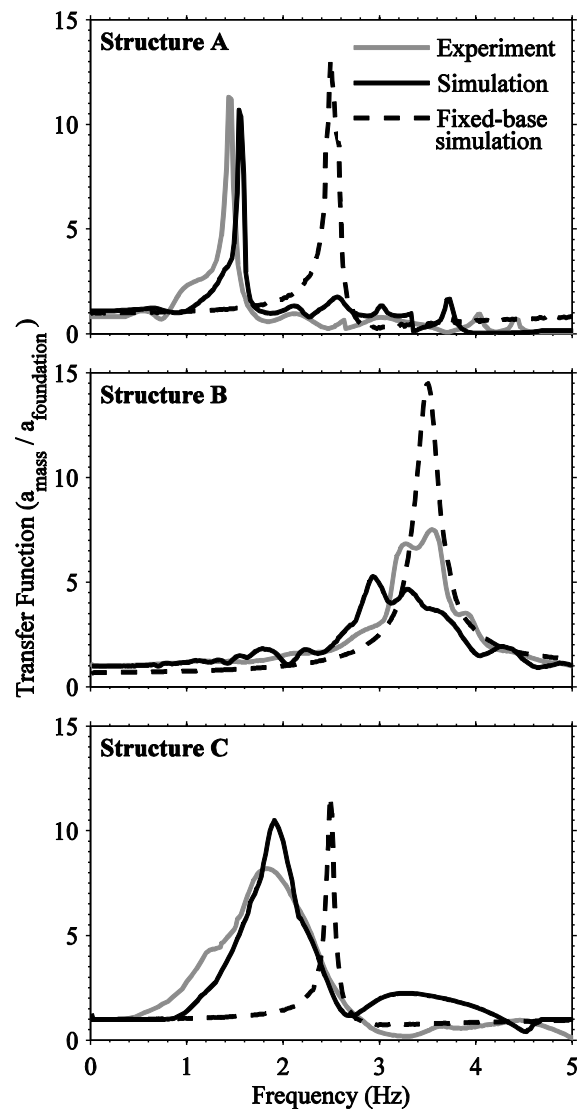 15
Structure A
Experiment
Simulation
Fixed-base
simulation
10
5
0
15
Structure B
10
5
0
Transfer Function (a_mass / a_foundation)
15
Structure C
10
5
0
0 1 2 3 4 5
Frequency (Hz)